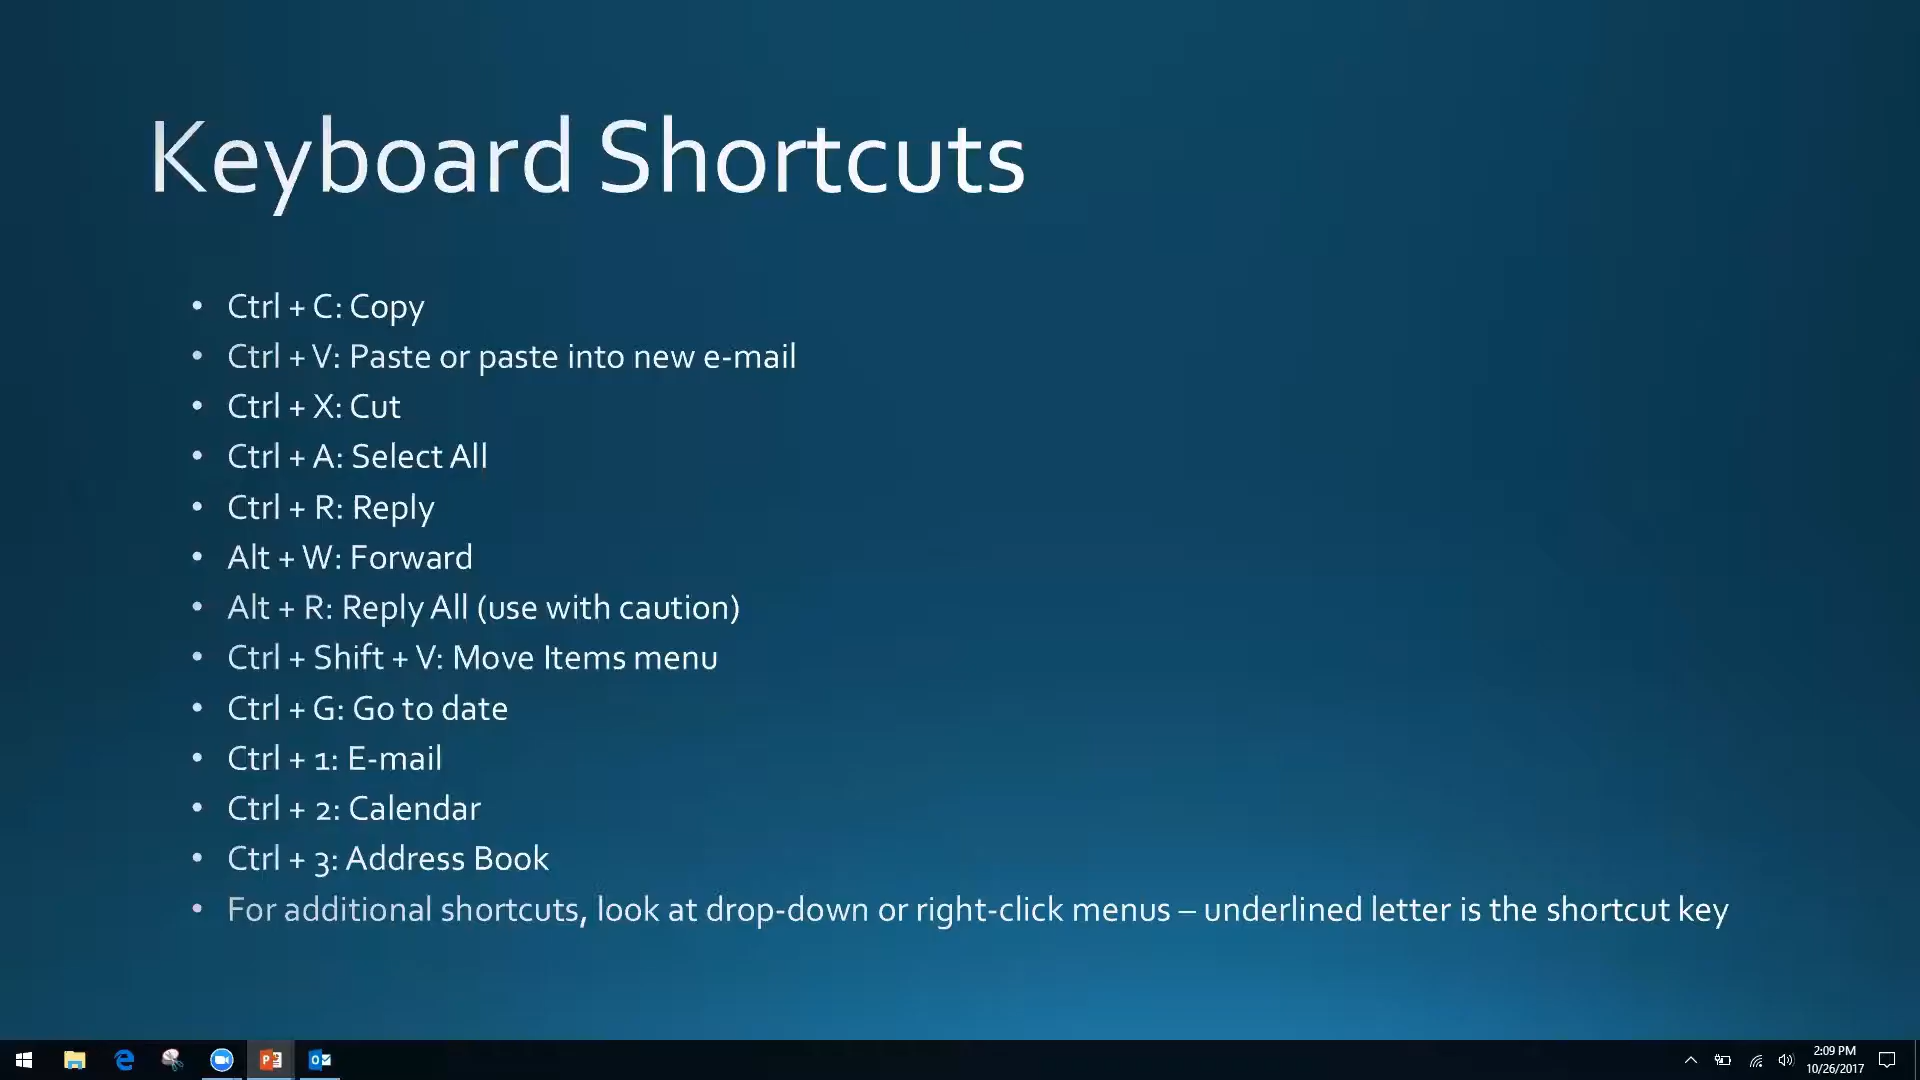 Keyboard Shortcuts
• Ctrl + C: Copy
• Ctrl + V: Paste or paste into new e-mail
• Ctrl + X: Cut
• Ctrl + A: Select All
• Ctrl + R: Reply
• Alt + W: Forward
• Alt + R: Reply All (use with caution)
• Ctrl + Shift + V: Move Items menu
• Ctrl + G: Go to date
• Ctrl + 1: E-mail
• Ctrl + 2: Calendar
• Ctrl + 3: Address Book
• For additional shortcuts, look at drop-down or right-click menus – underlined letter is the shortcut key
2:09 PM
10/26/2017